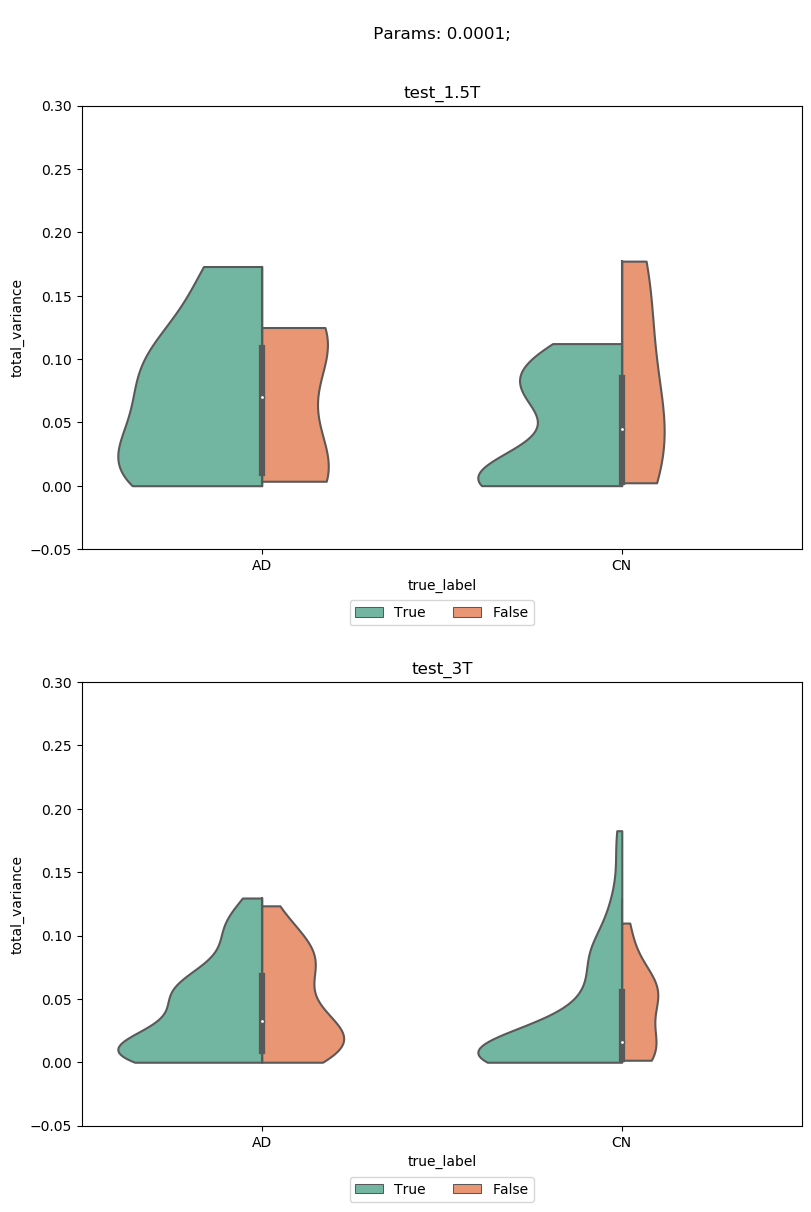 Params: 0.0001;
test_1.5T
0.30
0.25
0.20
0.15
0.10
0.05
0.00
−0.05
total_variance
AD CN
true_label
True False
test_3T
0.30
0.25
0.20
0.15
0.10
0.05
0.00
−0.05
total_variance
AD CN
true_label
True False